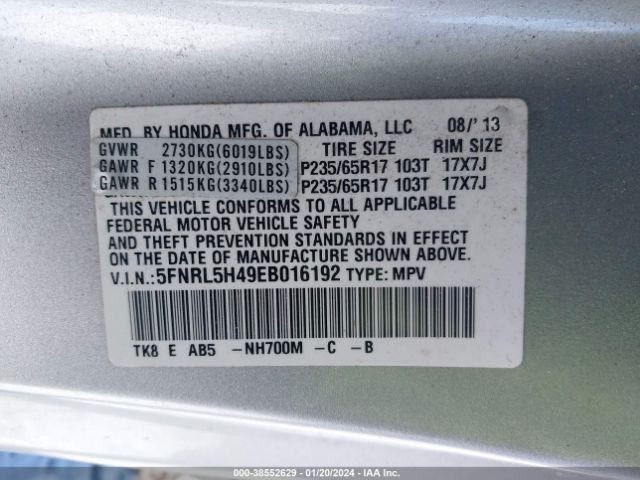 MFD. BY HONDA MFG. OF ALABAMA, LLC 08/'13
GVWR 2730KG(6019LBS) TIRE SIZE RIM SIZE
GAWR F 1320KG(2910LBS) P235/65R17 103T 17X7J
GAWR R 1515KG(3340LBS) P235/65R17 103T 17X7J
THIS VEHICLE CONFORMS TO ALL APPLICABLE
FEDERAL MOTOR VEHICLE SAFETY
AND THEFT PREVENTION STANDARDS IN EFFECT
ON THE DATE OF MANUFACTURE SHOWN ABOVE.
V.I.N.:5FNRL5H49EB016192 TYPE: MPV
TK8 E AB5 -NH700M -C -B
000-38552629 - 01/20/2024 - IAA Inc.